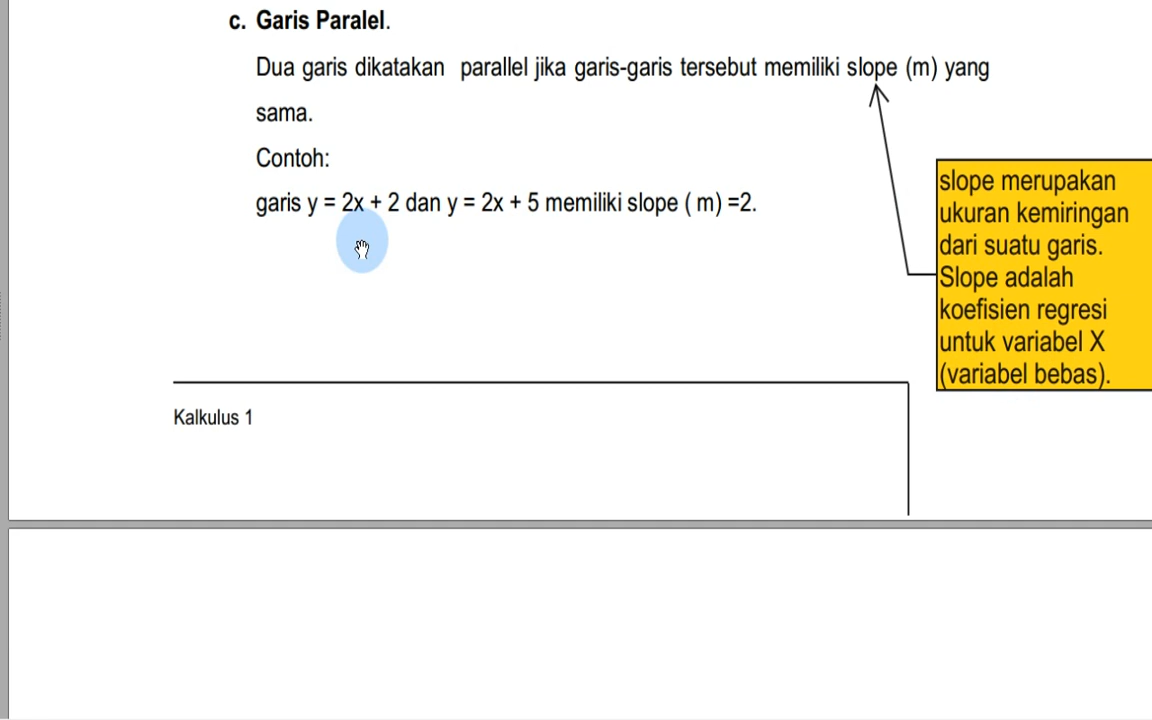 c. Garis Paralel.
Dua garis dikatakan parallel jika garis-garis tersebut memiliki slope (m) yang
sama.
Contoh:
garis y = 2x + 2 dan y = 2x + 5 memiliki slope ( m) =2.
slope merupakan
ukuran kemiringan
dari suatu garis.
Slope adalah
koefisien regresi
untuk variabel X
(variabel bebas).
Kalkulus 1